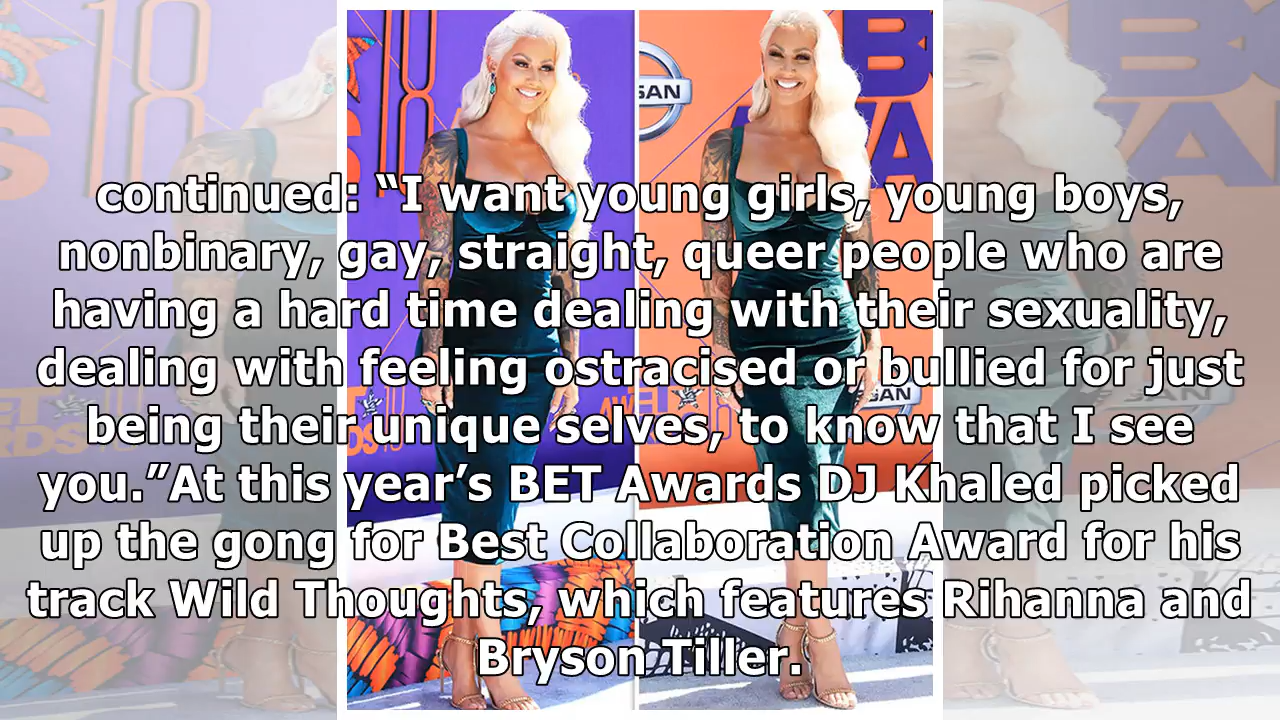 continued: “I want young girls, young boys,
nonbinary, gay, straight, queer people who are
having a hard time dealing with their sexuality,
dealing with feeling ostracised or bullied for just
being their unique selves, to know that I see
you.”At this year’s BET Awards DJ Khaled picked
up the gong for Best Collaboration Award for his
track Wild Thoughts, which features Rihanna and
Bryson Tiller.